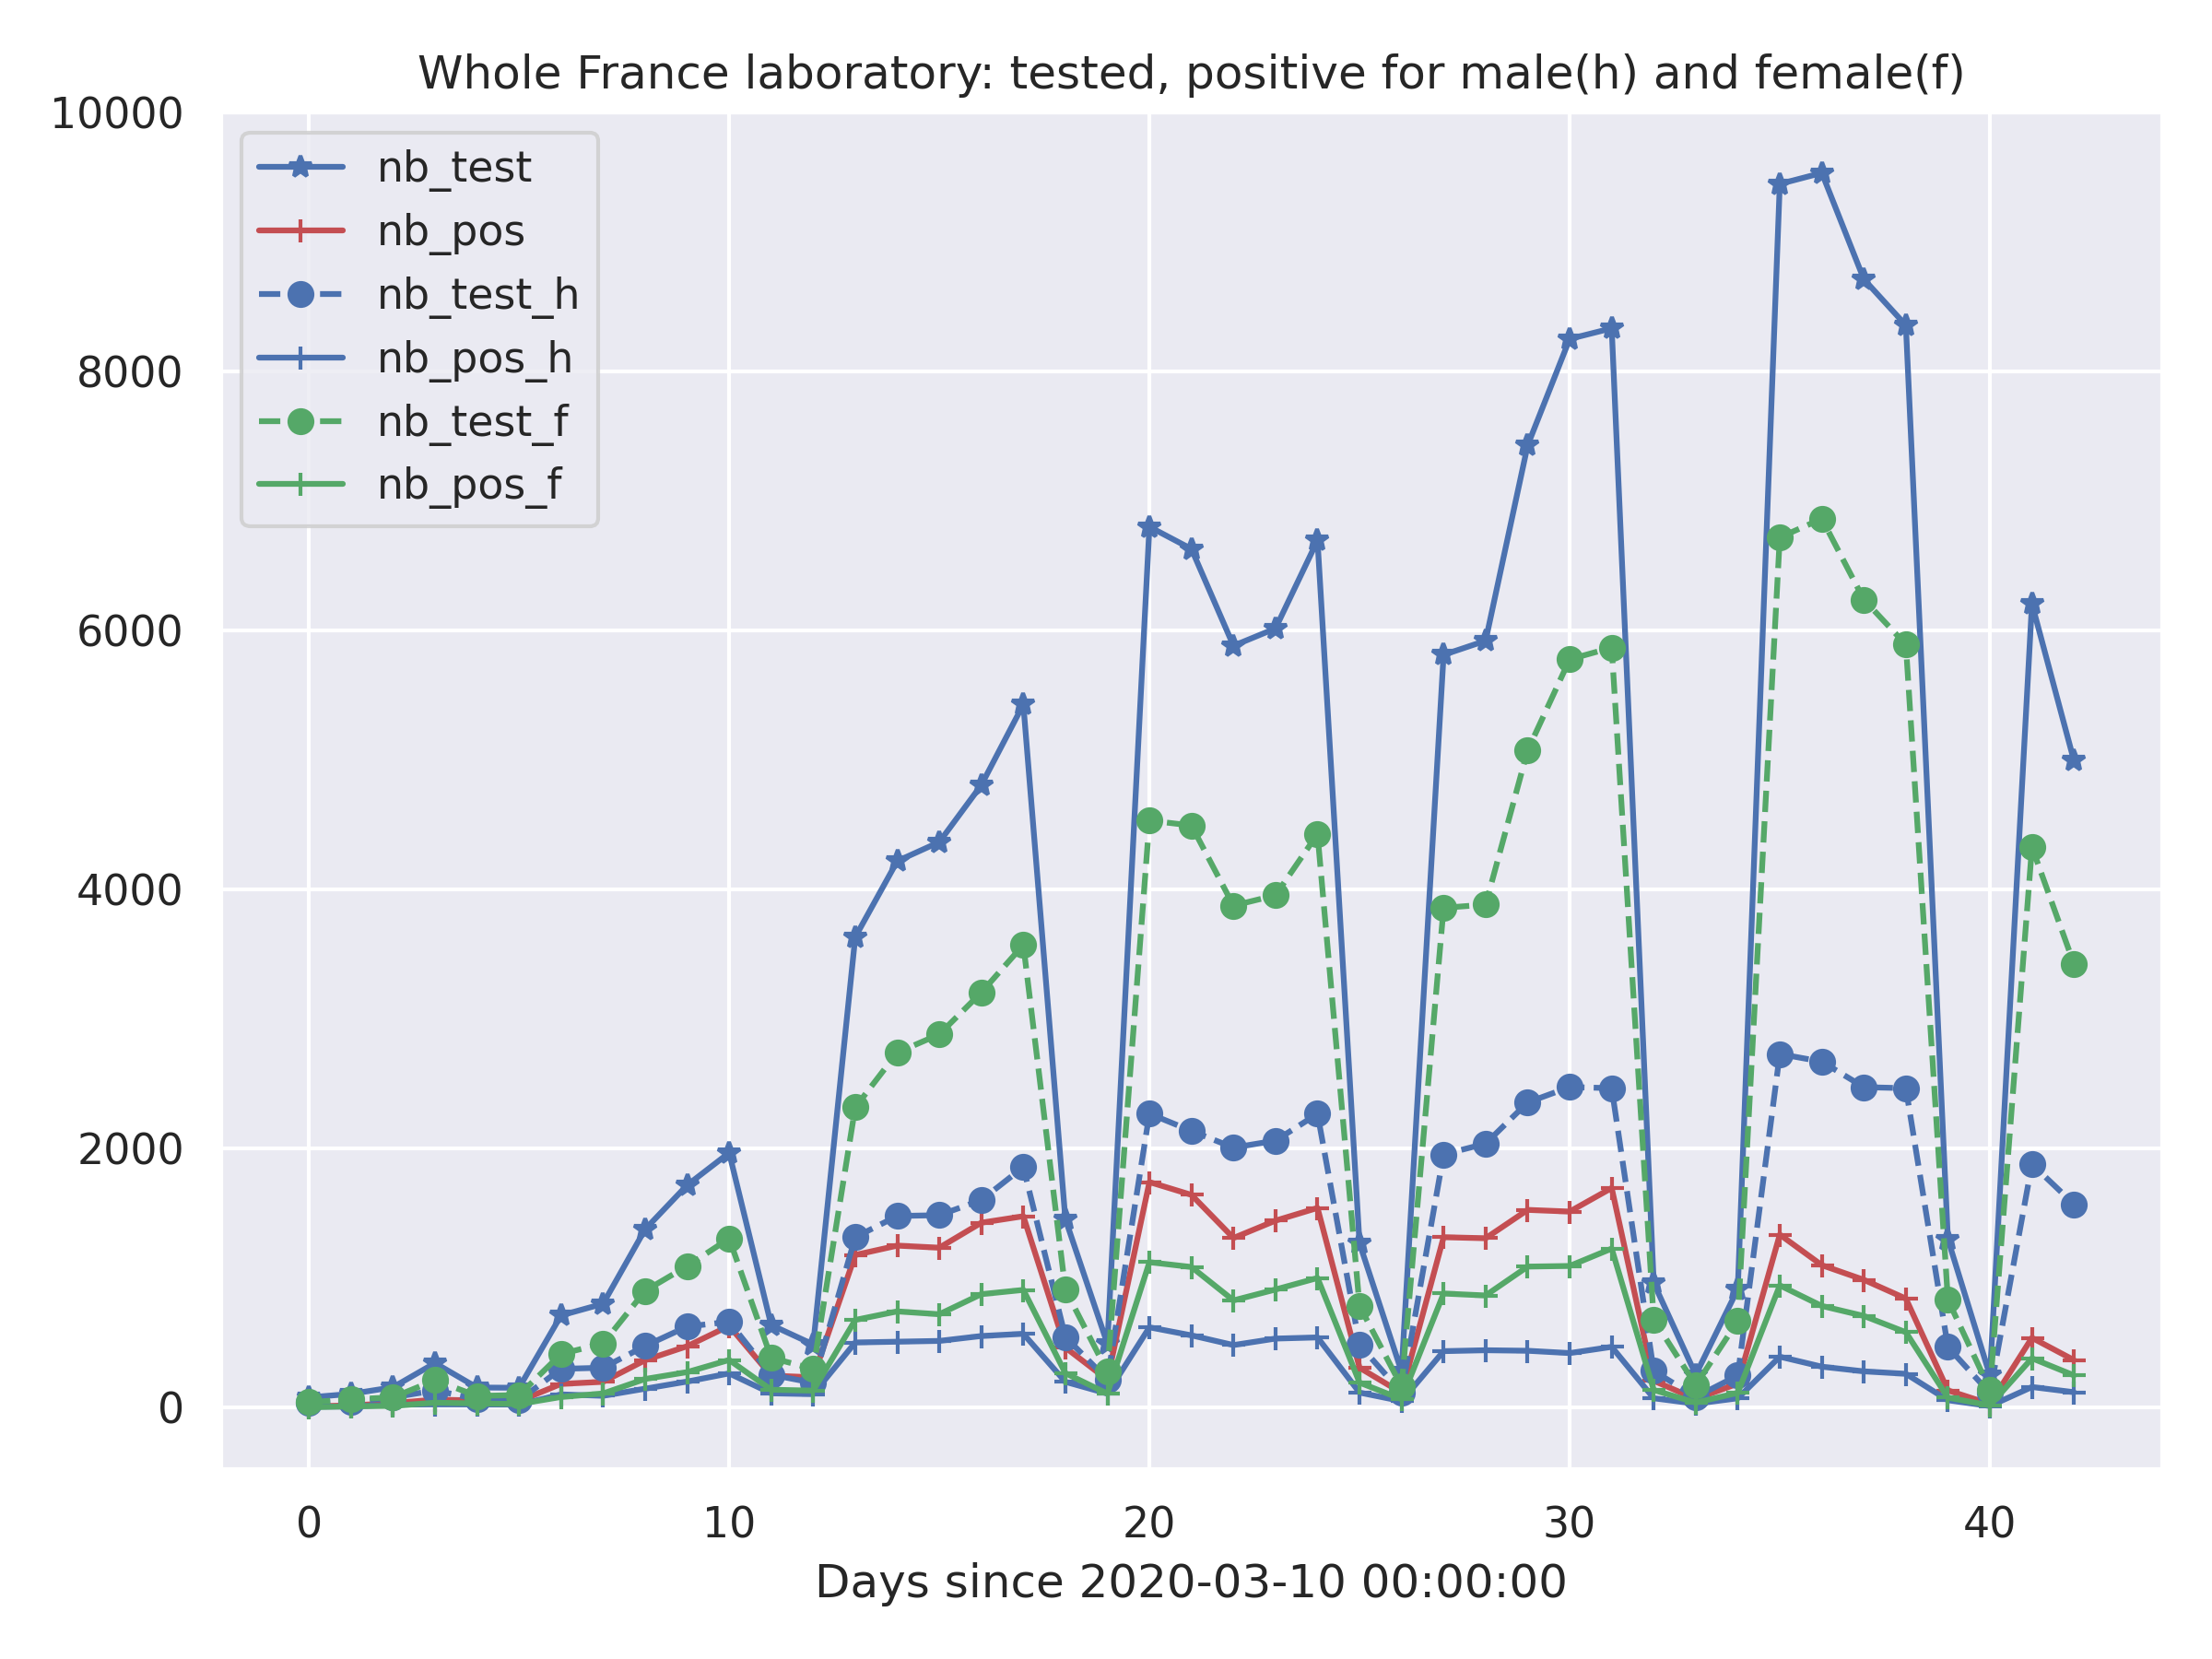 Whole France laboratory: tested, positive for male(h) and female(f)
10000
8000
6000
4000
2000
0
nb_test
nb_pos
nb_test_h
nb_pos_h
nb_test_f
nb_pos_f
0 10 20 30 40
Days since 2020-03-10 00:00:00